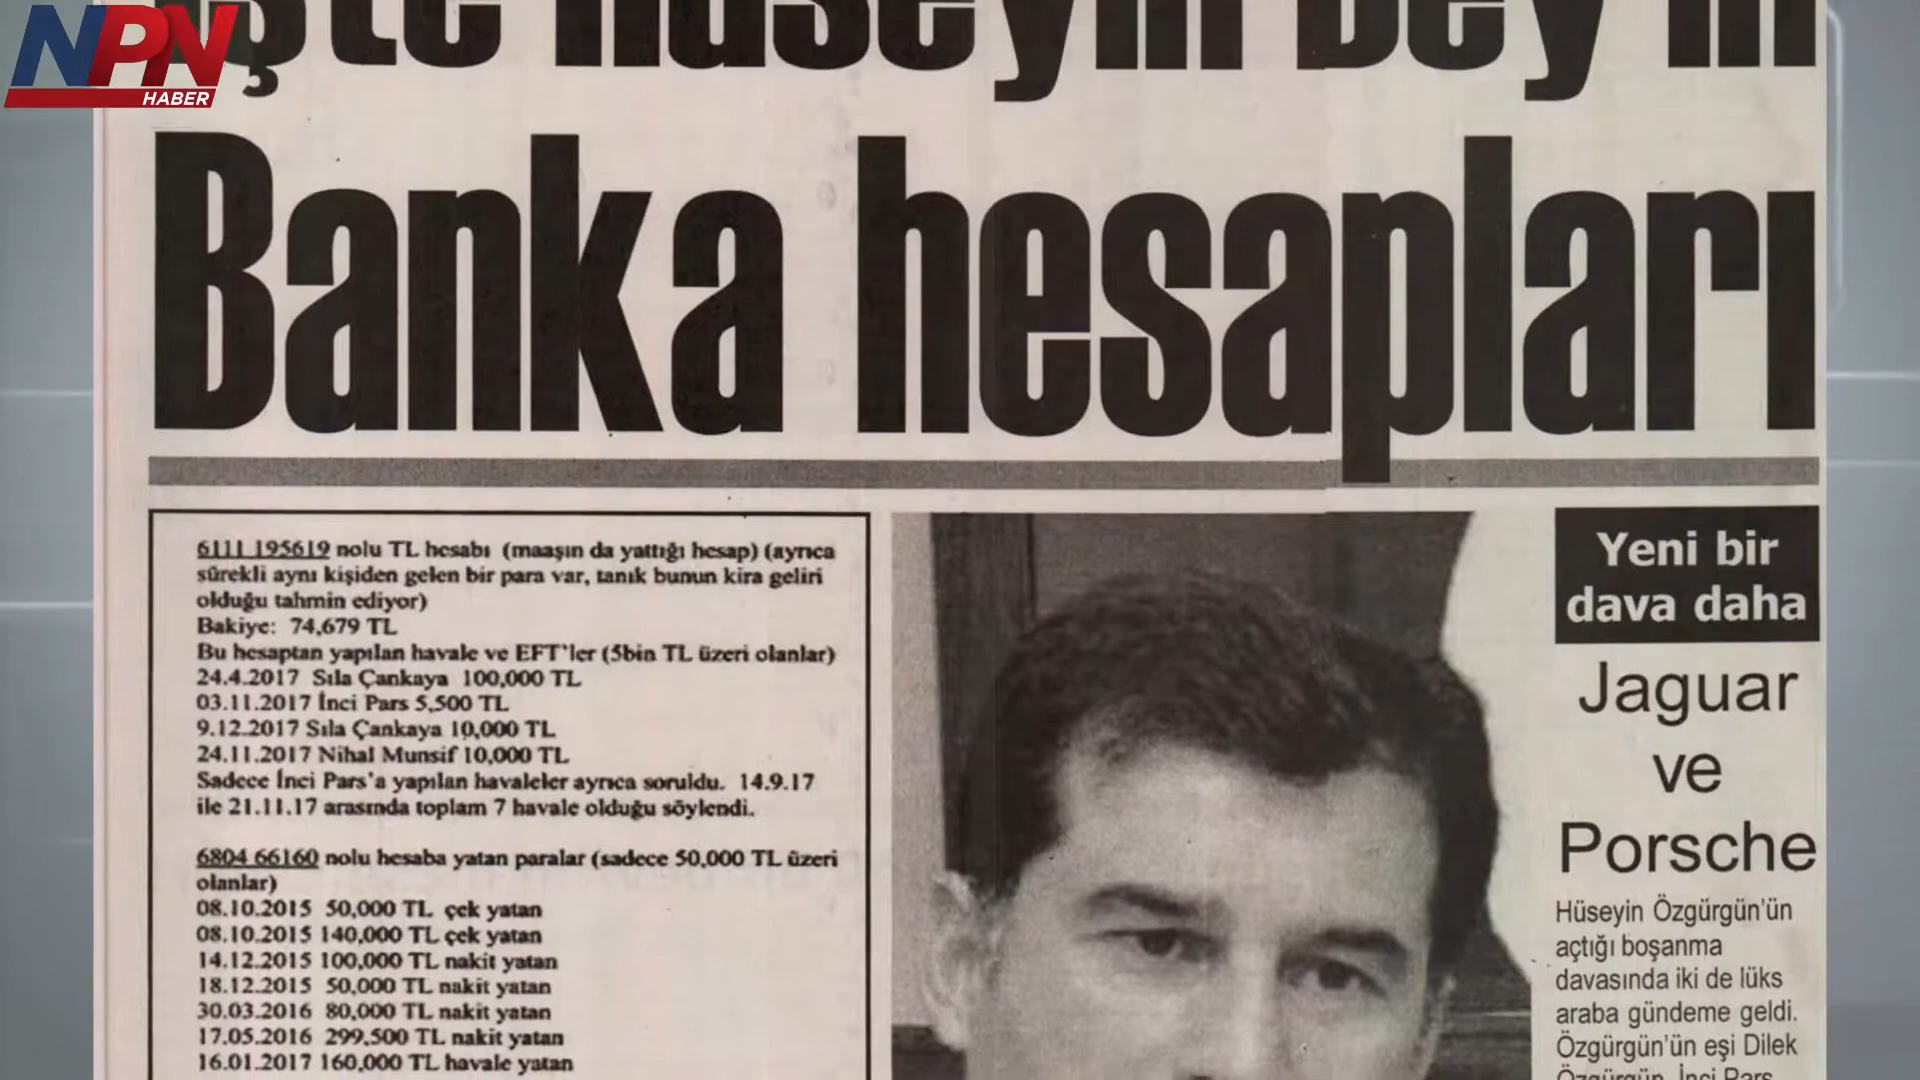 NPN
HABER
İşte Hüseyin Bey'in
Banka hesapları
6111 195619 nolu TL hesabı (maaşın da yattığı hesap) (ayrıca
sürekli aynı kişiden gelen bir para var, tanık bunun kira geliri
olduğu tahmin ediyor)
Bakiye: 74,679 TL
Bu hesaptan yapılan havale ve EFT'ler (5bin TL üzeri olanlar)
24.4.2017 Sıla Çankaya 100,000 TL
03.11.2017 İnci Pars 5,500 TL
9.12.2017 Sıla Çankaya 10,000 TL
24.11.2017 Nihal Munsif 10,000 TL
Sadece İnci Pars'a yapılan havaleler ayrıca soruldu. 14.9.17
ile 21.11.17 arasında toplam 7 havale olduğu söylendi.
6804 66160 nolu hesaba yatan paralar (sadece 50,000 TL üzeri
olanlar)
08.10.2015 50,000 TL çek yatan
08.10.2015 140,000 TL çek yatan
14.12.2015 100,000 TL nakit yatan
18.12.2015 50,000 TL nakit yatan
30.03.2016 80,000 TL nakit yatan
17.05.2016 299,500 TL nakit yatan
16.01.2017 160,000 TL havale yatan
Yeni bir
dava daha
Jaguar
ve
Porsche
Hüseyin Özgürgün'ün
açtığı boşanma
davasında iki de lüks
araba gündeme geldi.
Özgürgün'ün eşi Dilek
Özgürgün, İnci Pars